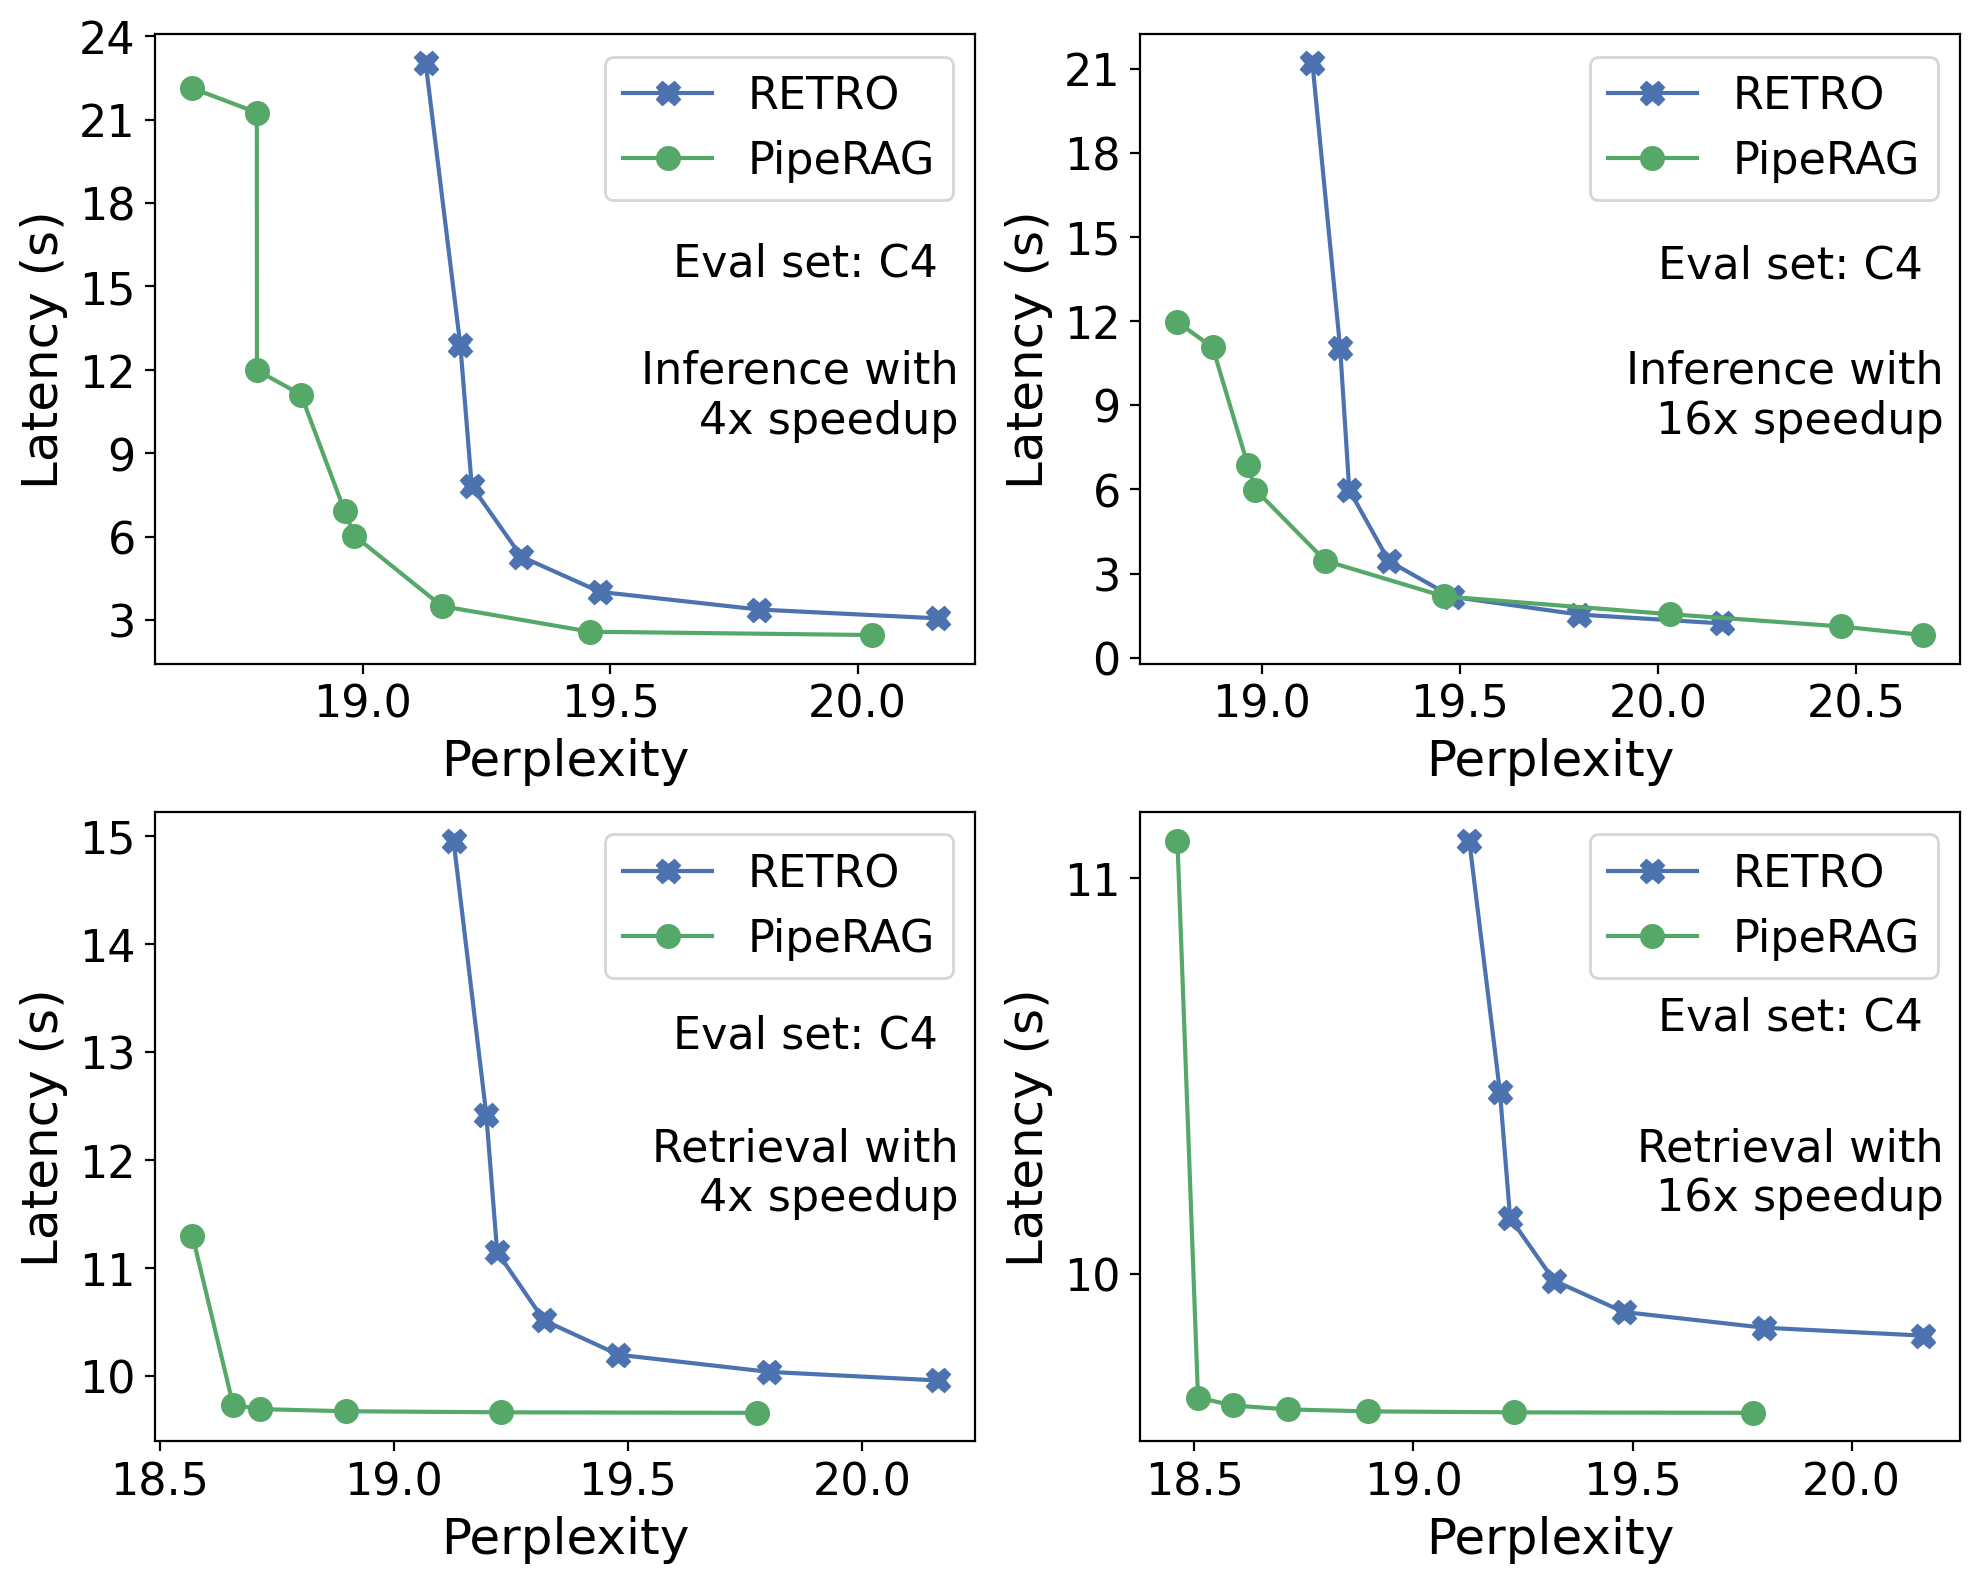 24
21
18
15
12
9
6
3
Latency (s)
RETRO
PipeRAG
Eval set: C4
Inference with
4x speedup
19.0 19.5 20.0
Perplexity
21
18
15
12
9
6
3
0
Latency (s)
RETRO
PipeRAG
Eval set: C4
Inference with
16x speedup
19.0 19.5 20.0 20.5
Perplexity
15
14
13
12
11
10
Latency (s)
RETRO
PipeRAG
Eval set: C4
Retrieval with
4x speedup
18.5 19.0 19.5 20.0
Perplexity
11
10
Latency (s)
RETRO
PipeRAG
Eval set: C4
Retrieval with
16x speedup
18.5 19.0 19.5 20.0
Perplexity